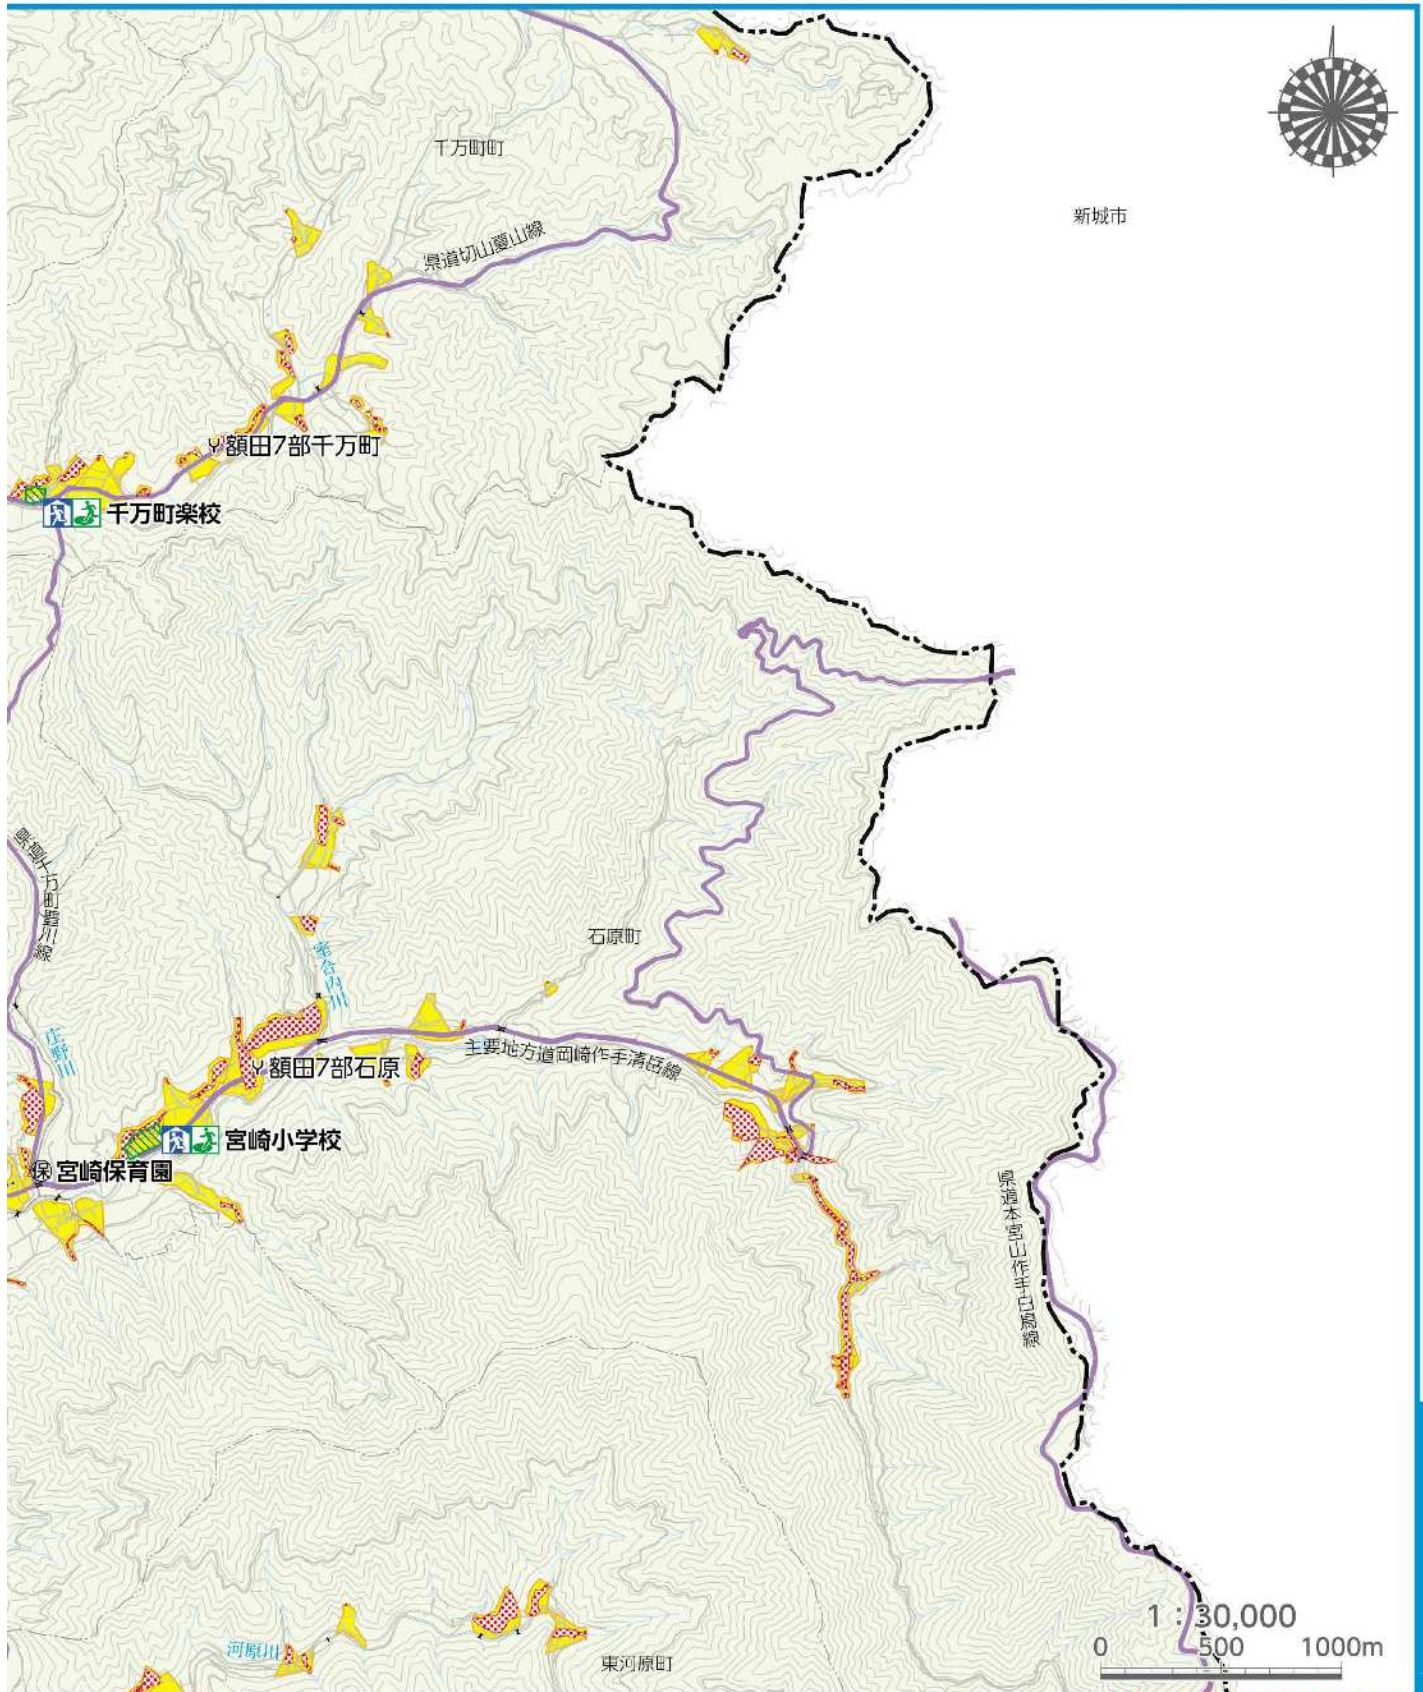 千万町町
新城市
県道切山夏山線
額田7部千万町
千万町楽校
県道千万町豊川線
石原町
室合内川
庄野川
主要地方道岡崎作手清岳線
額田7部石原
宮崎小学校
保 宮崎保育園
県道本宮山作手白鳥線
河原川
東河原町
1 : 30,000
0 500 1000m